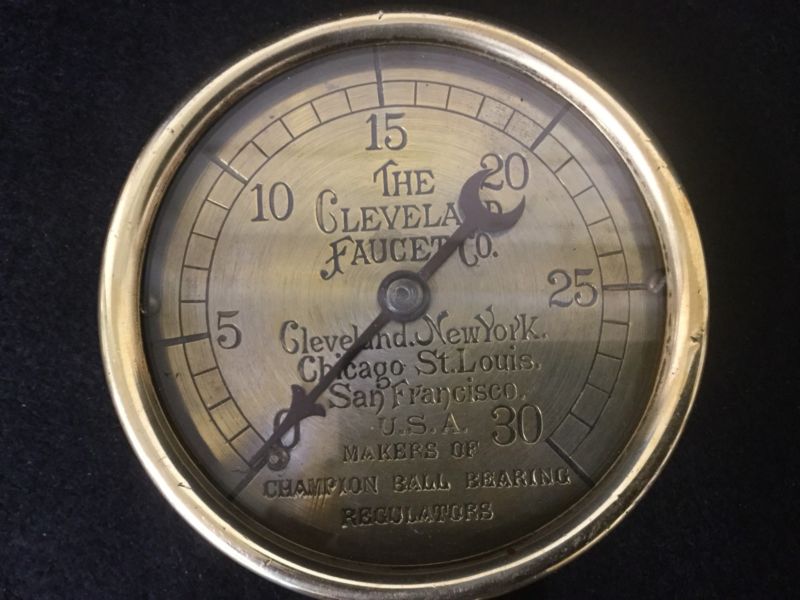 15
10 20
5 25
30
THE
CLEVELAND
FAUCET CO.
Cleveland. New York.
Chicago St. Louis.
San Francisco.
U.S.A.
MAKERS OF
CHAMPION BALL BEARING
REGULATORS